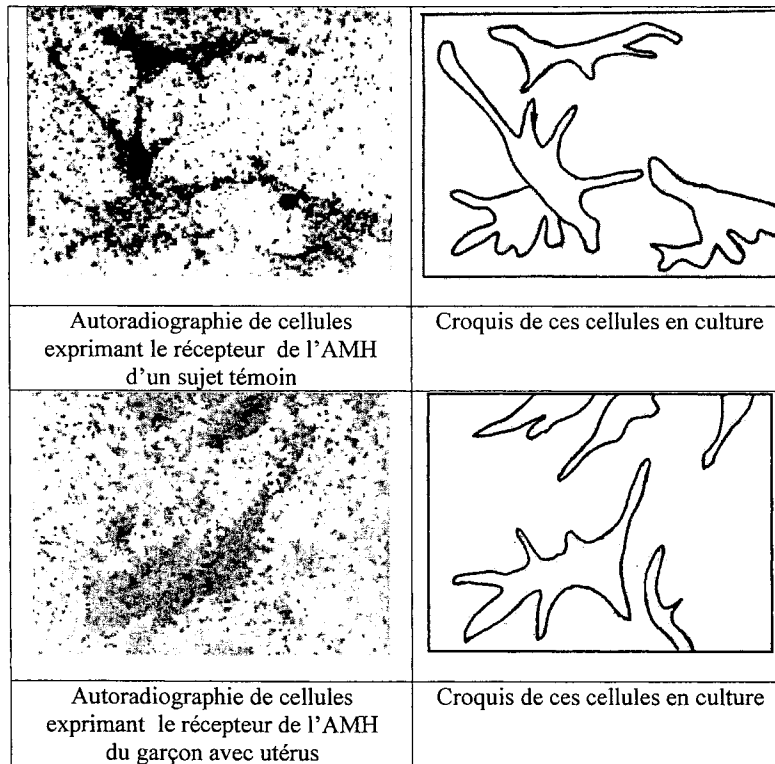 Autoradiographie de cellules
exprimant le récepteur de l'AMH
d'un sujet témoin
Croquis de ces cellules en culture
Autoradiographie de cellules
exprimant le récepteur de l'AMH
du garçon avec utérus
Croquis de ces cellules en culture